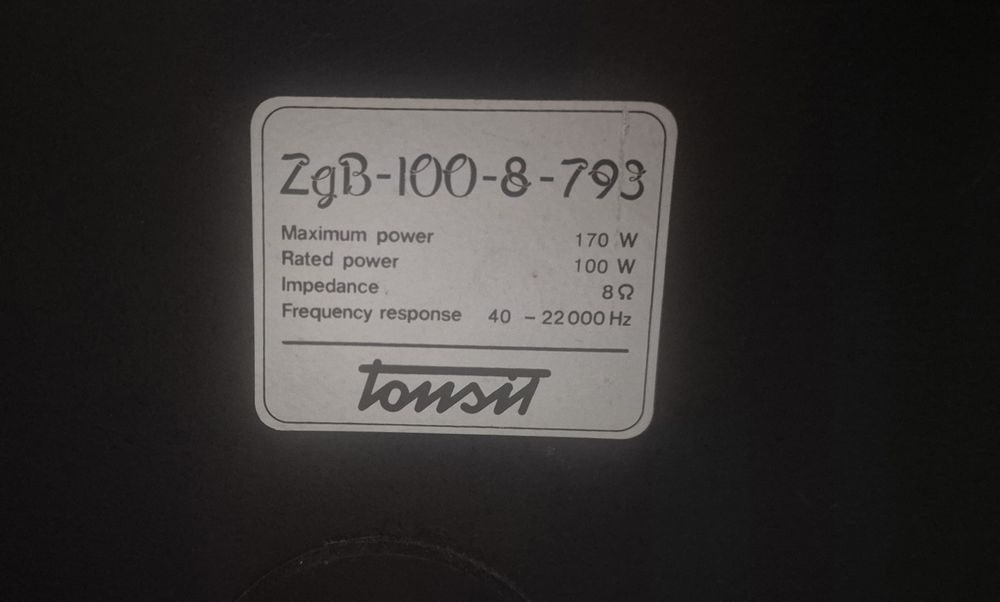 ZgB-100-8-793
Maximum power 170 W
Rated power 100 W
Impedance 8Ω
Frequency response 40 - 22000 Hz
tonsil